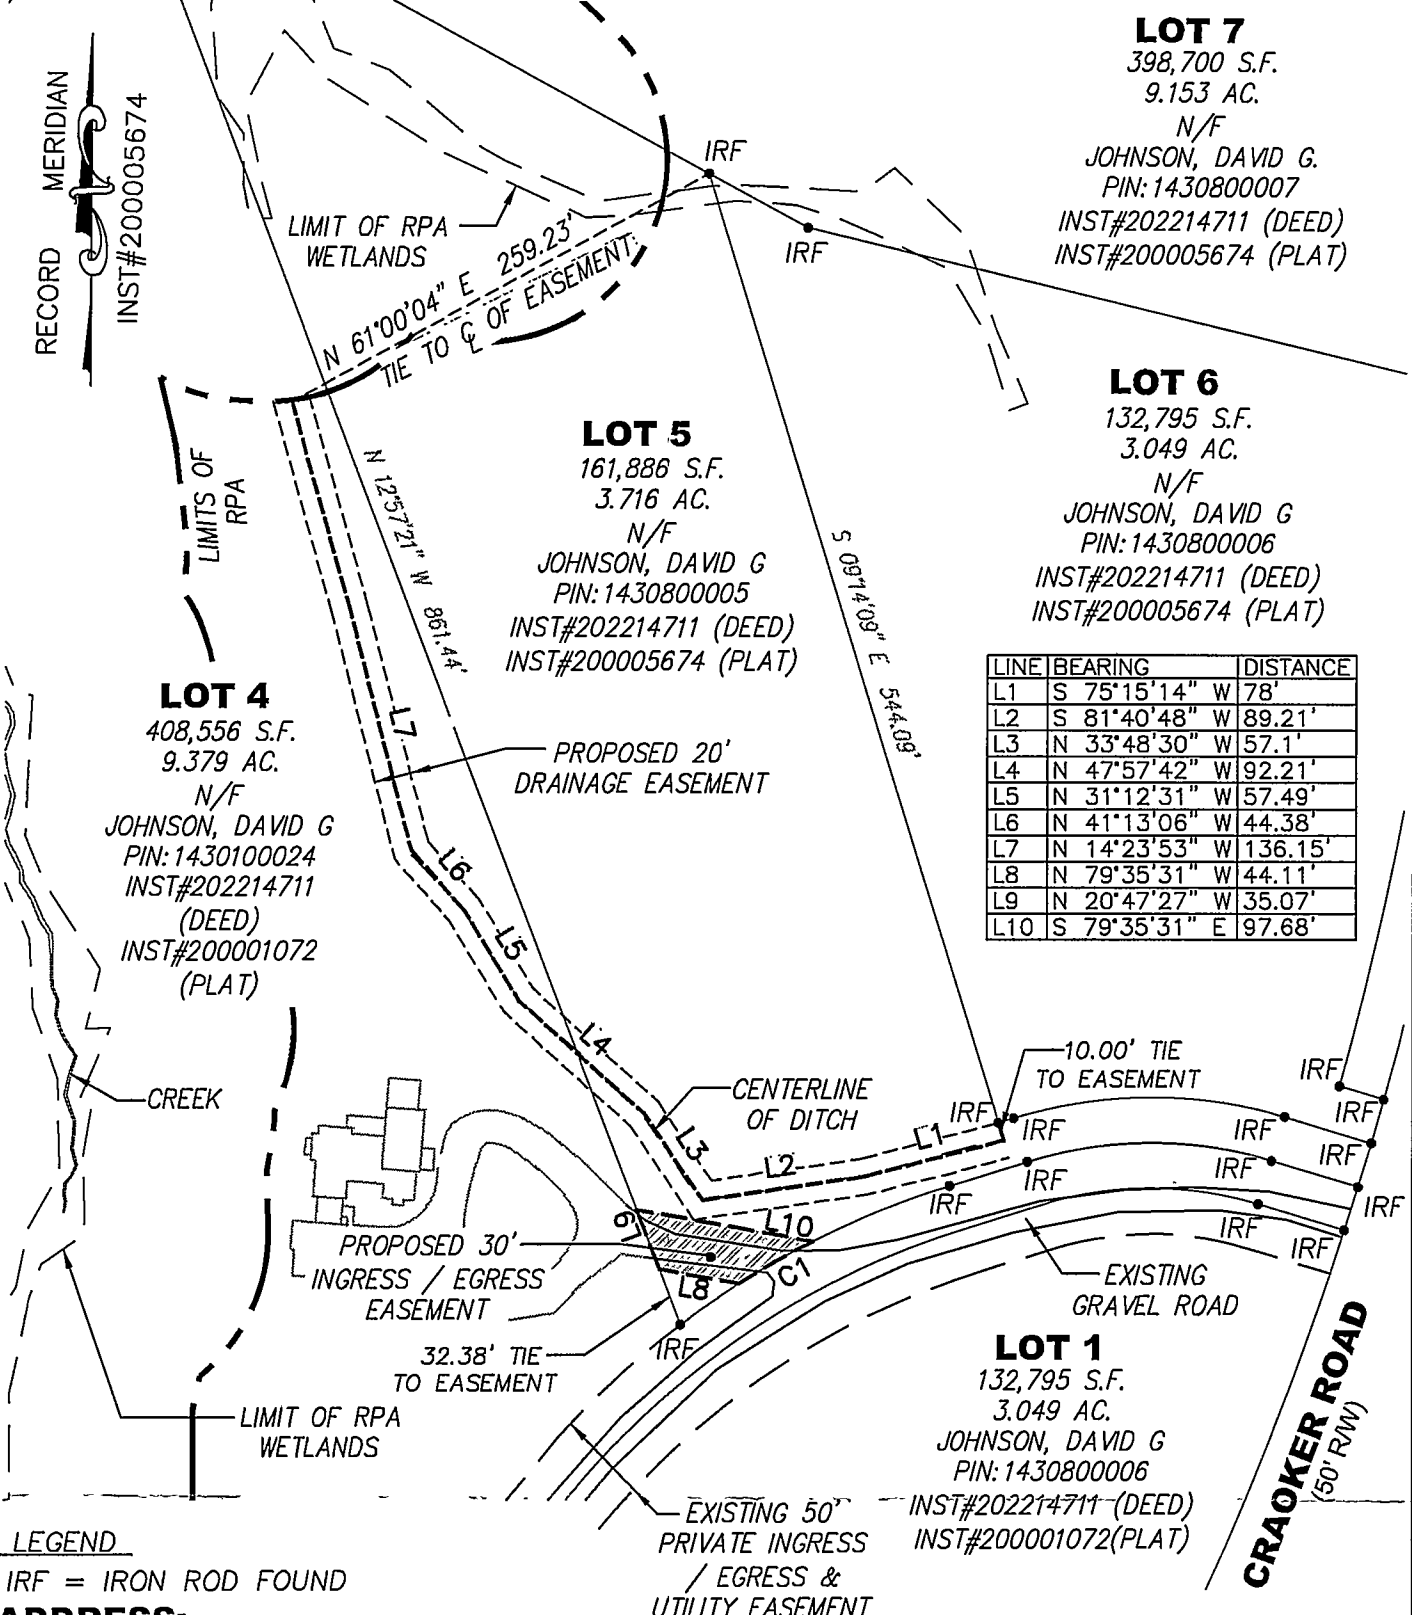 LOT 7
398,700 S.F.
9.153 AC.
N/F
JOHNSON, DAVID G.
PIN: 1430800007
INST#202214711 (DEED)
INST#200005674 (PLAT)
RECORD MERIDIAN
INST#200005674
IRF
IRF
LIMIT OF RPA
WETLANDS
N 61°00'04" E 259.23'
TIE TO ℄ OF EASEMENT
LOT 6
132,795 S.F.
3.049 AC.
N/F
JOHNSON, DAVID G
PIN: 1430800006
INST#202214711 (DEED)
INST#200005674 (PLAT)
LOT 5
161,886 S.F.
3.716 AC.
N/F
JOHNSON, DAVID G
PIN: 1430800005
INST#202214711 (DEED)
INST#200005674 (PLAT)
LIMITS OF
RPA
N 12°57'21" W 861.44'
S 09°14'09" E 544.09'
LINE BEARING DISTANCE
L1 S 75°15'14" W 78'
L2 S 81°40'48" W 89.21'
L3 N 33°48'30" W 57.1'
L4 N 47°57'42" W 92.21'
L5 N 31°12'31" W 57.49'
L6 N 41°13'06" W 44.38'
L7 N 14°23'53" W 136.15'
L8 N 79°35'31" W 44.11'
L9 N 20°47'27" W 35.07'
L10 S 79°35'31" E 97.68'
LOT 4
408,556 S.F.
9.379 AC.
N/F
JOHNSON, DAVID G
PIN: 1430100024
INST#202214711
(DEED)
INST#200001072
(PLAT)
L7
PROPOSED 20'
DRAINAGE EASEMENT
L6
L5
L4
L3
L2
L1
CENTERLINE
OF DITCH
10.00' TIE
TO EASEMENT
CREEK
IRF
IRF
IRF
IRF
IRF
IRF
IRF
IRF
IRF
IRF
IRF
IRF
L9
L10
L8
C1
PROPOSED 30'
INGRESS / EGRESS
EASEMENT
EXISTING
GRAVEL ROAD
32.38' TIE
TO EASEMENT
IRF
LIMIT OF RPA
WETLANDS
LOT 1
132,795 S.F.
3.049 AC.
JOHNSON, DAVID G
PIN: 1430800006
INST#202214711 (DEED)
INST#200001072(PLAT)
CRAOKER ROAD
(50' R/W)
EXISTING 50'
PRIVATE INGRESS
/ EGRESS &
UTILITY EASEMENT
LEGEND
IRF = IRON ROD FOUND
ADDRESS: